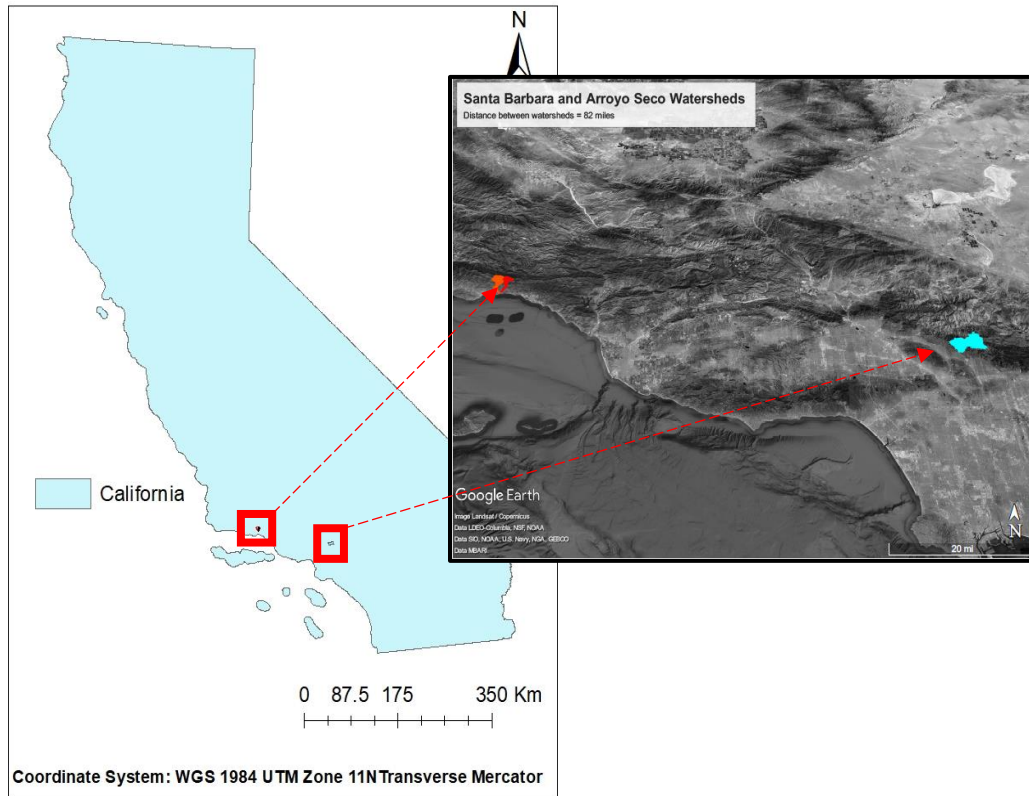 N
Santa Barbara and Arroyo Seco Watersheds
Distance between watersheds = 82 miles
California
Google Earth
Image Landsat / Copernicus
Data LDEO-Columbia, NSF, NOAA
Data SIO, NOAA, U.S. Navy, NGA, GEBCO
Data MBARI
N
20 mi
0 87.5 175 350 Km
Coordinate System: WGS 1984 UTM Zone 11NTransverse Mercator